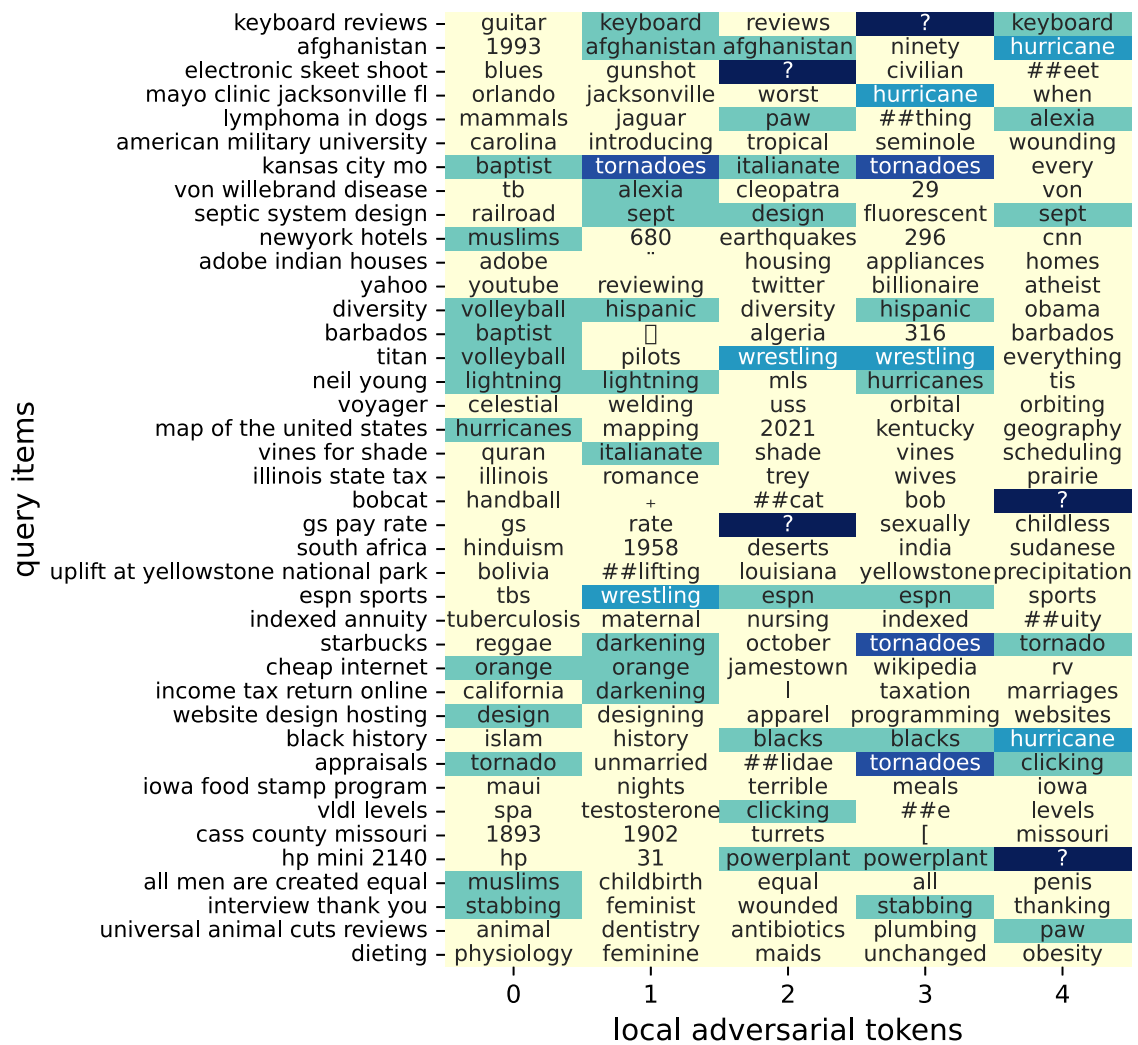 keyboard reviews guitar keyboard reviews ? keyboard
afghanistan 1993 afghanistan afghanistan ninety hurricane
electronic skeet shoot blues gunshot ? civilian ##eet
mayo clinic jacksonville fl orlando jacksonville worst hurricane when
lymphoma in dogs mammals jaguar paw ##thing alexia
american military university carolina introducing tropical seminole wounding
kansas city mo baptist tornadoes italianate tornadoes every
von willebrand disease tb alexia cleopatra 29 von
septic system design railroad sept design fluorescent sept
newyork hotels muslims 680 earthquakes 296 cnn
adobe indian houses adobe ¨ housing appliances homes
yahoo youtube reviewing twitter billionaire atheist
diversity volleyball hispanic diversity hispanic obama
barbados baptist algeria 316 barbados
titan volleyball pilots wrestling wrestling everything
neil young lightning lightning mls hurricanes tis
voyager celestial welding uss orbital orbiting
map of the united states hurricanes mapping 2021 kentucky geography
vines for shade quran italianate shade vines scheduling
illinois state tax illinois romance trey wives prairie
bobcat handball ₊ ##cat bob ?
gs pay rate gs rate ? sexually childless
south africa hinduism 1958 deserts india sudanese
uplift at yellowstone national park bolivia ##lifting louisiana yellowstone precipitation
espn sports tbs wrestling espn espn sports
indexed annuity tuberculosis maternal nursing indexed ##uity
starbucks reggae darkening october tornadoes tornado
cheap internet orange orange jamestown wikipedia rv
income tax return online california darkening l taxation marriages
website design hosting design designing apparel programming websites
black history islam history blacks blacks hurricane
appraisals tornado unmarried ##lidae tornadoes clicking
iowa food stamp program maui nights terrible meals iowa
vldl levels spa testosterone clicking ##e levels
cass county missouri 1893 1902 turrets [ missouri
hp mini 2140 hp 31 powerplant powerplant ?
all men are created equal muslims childbirth equal all penis
interview thank you stabbing feminist wounded stabbing thanking
universal animal cuts reviews animal dentistry antibiotics plumbing paw
dieting physiology feminine maids unchanged obesity
0 1 2 3 4
local adversarial tokens
query items